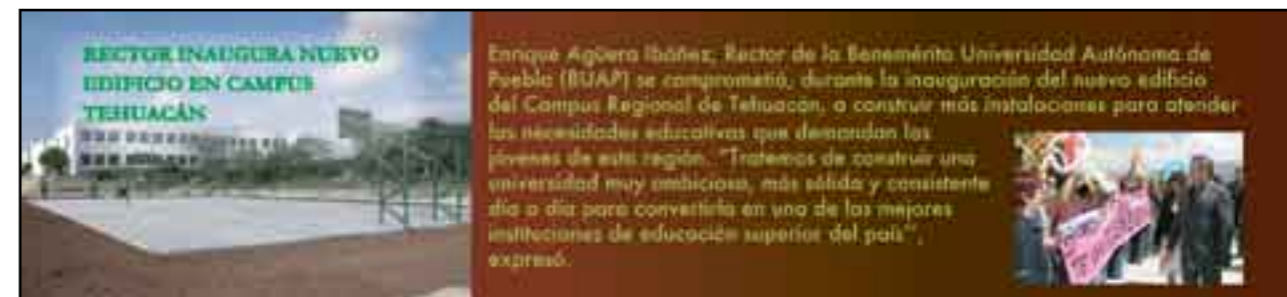 RECTOR INAUGURA NUEVO
EDIFICIO EN CAMPUS
TEHUACÁN
Enrique Agüera Ibáñez, Rector de la Benemérita Universidad Autónoma de
Puebla (BUAP) se comprometió, durante la inauguración del nuevo edificio
del Campus Regional de Tehuacán, a construir más instalaciones para atender
las necesidades educativas que demandan los
jóvenes de esta región. "Tratemos de construir una
universidad muy ambiciosa, más sólida y consistente
día a día para convertirla en una de las mejores
instituciones de educación superior del país",
expresó.